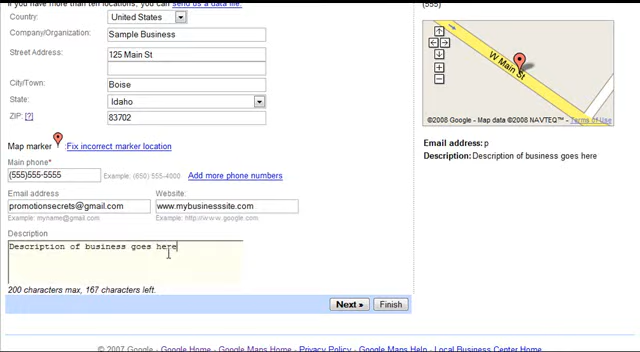 If you have more than ten locations, you can send us a data file.
Country: United States
Company/Organization: Sample Business
Street Address: 125 Main St
City/Town: Boise
State: Idaho
ZIP: [?] 83702
Map marker Fix incorrect marker location
Main phone*
(555)555-5555 Example: (650) 555-4000 Add more phone numbers
Email address Website:
promotionsecrets@gmail.com www.mybusinesssite.com
Example: myname@gmail.com Example: http://www.google.com
Description
Description of business goes here
200 characters max, 167 characters left.
Next » Finish
© 2007 Google - Google Home - Google Maps Home - Privacy Policy - Google Maps Help - Local Business Center Home
(555)
W Main St
©2008 Google - Map data ©2008 NAVTEQ™ - Terms of Use
Email address: p
Description: Description of business goes here